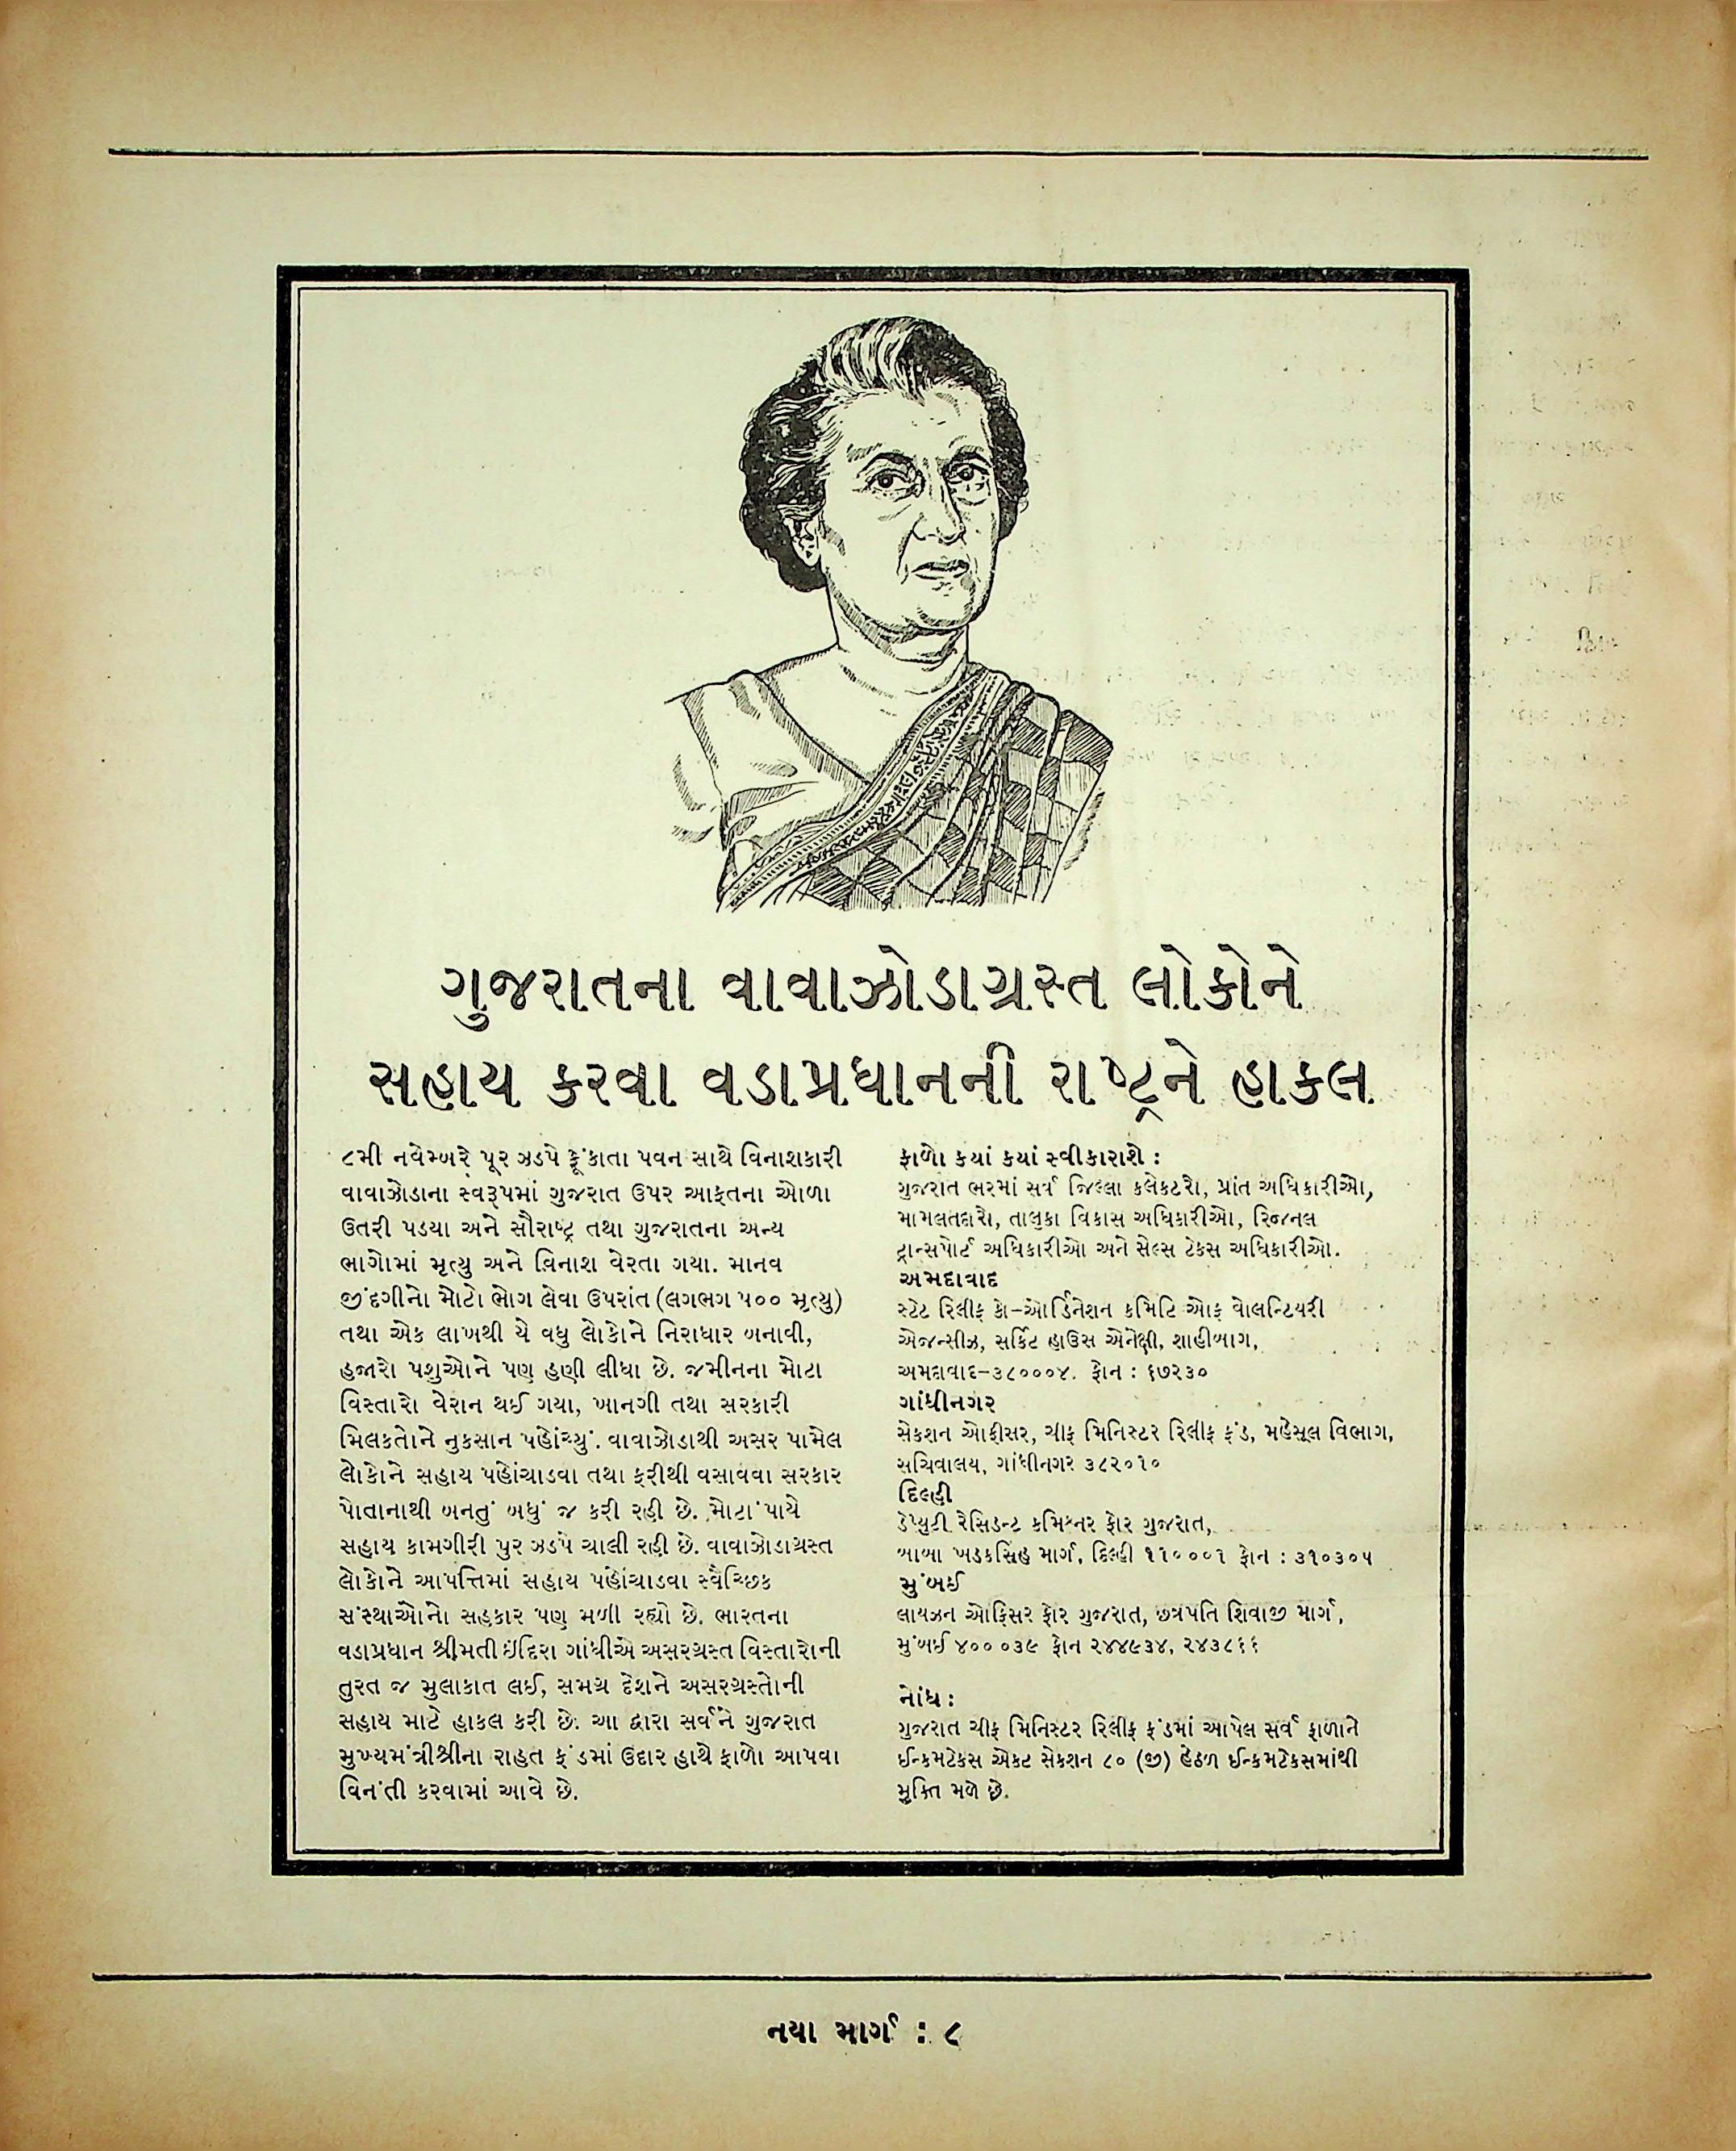 ગુજરાતના વાવાઝોડાગ્રસ્ત લોકોને
સહાય કરવા વડાપ્રધાનની રાષ્ટ્રને હાકલ
૮મી નવેમ્બરે પૂર ઝડપે ફૂંકાતા પવન સાથે વિનાશકારી
વાવાઝોડાના સ્વરૂપમાં ગુજરાત ઉપર આફતના ઓળા
ઉતરી પડયા અને સૌરાષ્ટ્ર તથા ગુજરાતના અન્ય
ભાગોમાં મૃત્યુ અને વિનાશ વેરતા ગયા. માનવ
જીંદગીનો મોટો ભોગ લેવા ઉપરાંત (લગભગ ૫૦૦ મૃત્યુ)
તથા એક લાખથી યે વધુ લોકોને નિરાધાર બનાવી,
હજારો પશુઓને પણ હણી લીધા છે. જમીનના મોટા
વિસ્તારો વેરાન થઈ ગયા, ખાનગી તથા સરકારી
મિલકતોને નુકસાન પહોંચ્યું. વાવાઝોડાથી અસર પામેલ
લોકોને સહાય પહોંચાડવા તથા ફરીથી વસાવવા સરકાર
પોતાનાથી બનતું બધું જ કરી રહી છે. મોટા પાયે
સહાય કામગીરી પુર ઝડપે ચાલી રહી છે. વાવાઝોડાગ્રસ્ત
લોકોને આપત્તિમાં સહાય પહોંચાડવા સ્વૈચ્છિક
સંસ્થાઓનો સહકાર પણ મળી રહ્યો છે. ભારતના
વડાપ્રધાન શ્રીમતી ઇંદિરા ગાંધીએ અસરગ્રસ્ત વિસ્તારોની
તુરત જ મુલાકાત લઈ, સમગ્ર દેશને અસરગ્રસ્તોની
સહાય માટે હાકલ કરી છે. આ દ્વારા સર્વને ગુજરાત
મુખ્યમંત્રીશ્રીના રાહત ફંડમાં ઉદાર હાથે ફાળો આપવા
વિનંતી કરવામાં આવે છે.
ફાળો કયાં કયાં સ્વીકારાશે :
ગુજરાત ભરમાં સર્વ જિલ્લા કલેકટરો, પ્રાંત અધિકારીઓ,
મામલતદારો, તાલુકા વિકાસ અધિકારીઓ, રિજનલ
ટ્રાન્સપોર્ટ અધિકારીઓ અને સેલ્સ ટેકસ અધિકારીઓ.
અમદાવાદ
સ્ટેટ રિલીફ કો-ઓર્ડિનેશન કમિટિ ઓફ વોલન્ટિયરી
એજન્સીઝ, સર્કિટ હાઉસ એનેક્ષી, શાહીબાગ,
અમદાવાદ-૩૮૦૦૦૪. ફોન : ૬૭૨૩૦
ગાંધીનગર
સેકશન ઓફીસર, ચીફ મિનિસ્ટર રિલીફ ફંડ, મહેસૂલ વિભાગ,
સચિવાલય, ગાંધીનગર ૩૮૨૦૧૦
દિલ્હી
ડેપ્યુટી રેસિડન્ટ કમિશ્નર ફોર ગુજરાત,
બાબા ખડકસિંહ માર્ગ, દિલ્હી ૧૧૦૦૦૧ ફોન : ૩૧૦૩૦૫
મુંબઈ
લાયઝન ઓફિસર ફોર ગુજરાત, છત્રપતિ શિવાજી માર્ગ,
મુંબઈ ૪૦૦ ૦૩૯ ફોન ૨૪૪૯૩૪, ૨૪૩૮૬૬
નોંધ :
ગુજરાત ચીફ મિનિસ્ટર રિલીફ ફંડમાં આપેલ સર્વ ફાળાને
ઈન્કમટેકસ એકટ સેકશન ૮૦ (જી) હેઠળ ઈન્કમટેકસમાંથી
મુક્તિ મળે છે.
નયા માર્ગ : ૮